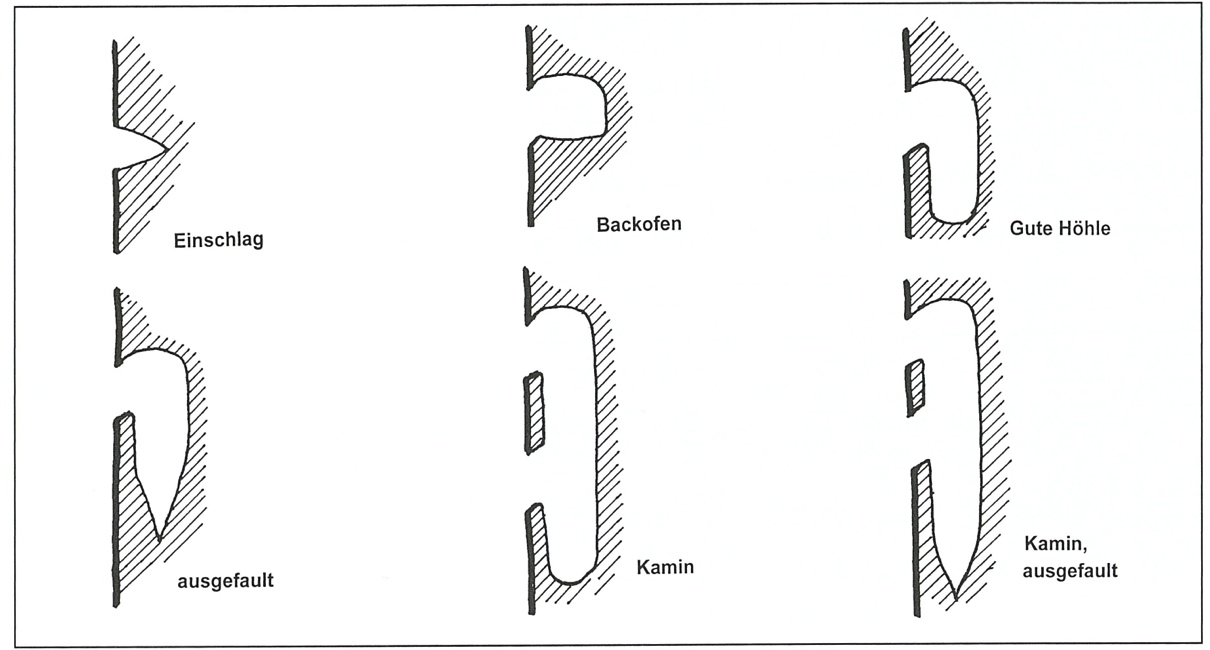 Einschlag
Backofen
Gute Höhle
ausgefault
Kamin
Kamin,
ausgefault